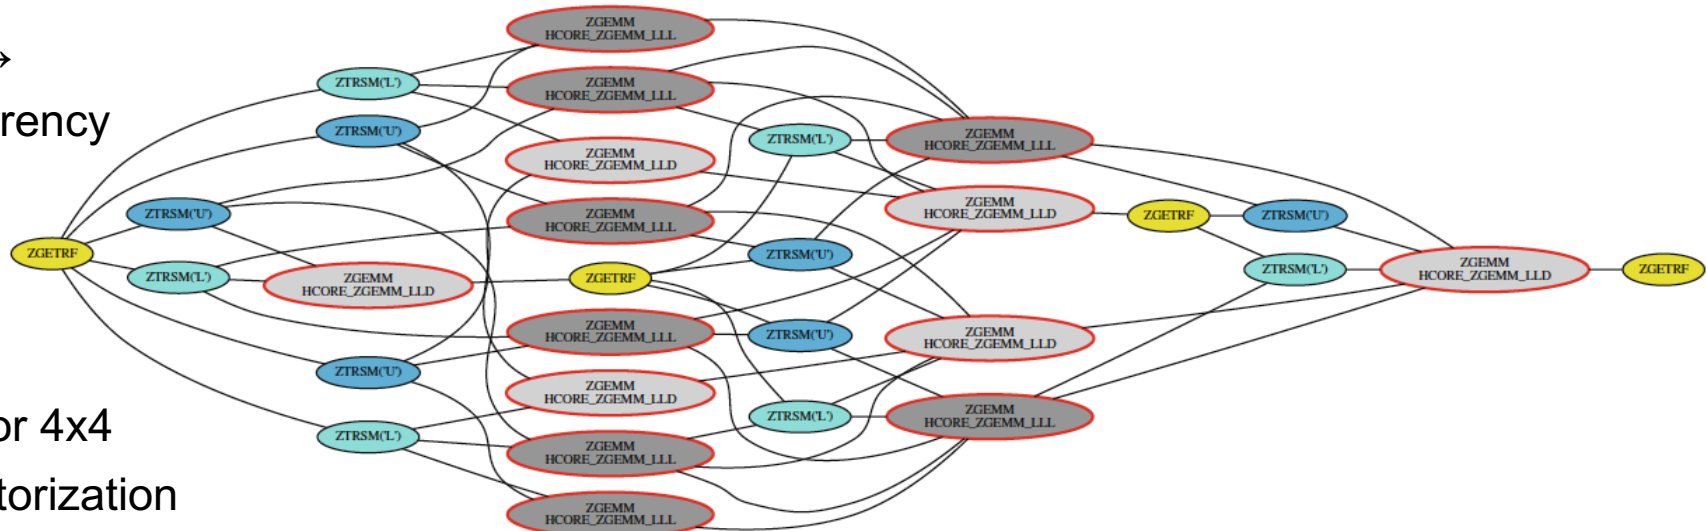 →
rency
or 4x4
torization
ZGETRF
ZTRSM('U')
ZTRSM('L')
ZTRSM('L')
ZTRSM('U')
ZGEMM
HCORE_ZGEMM_LLD
ZTRSM('U')
ZTRSM('L')
ZGEMM
HCORE_ZGEMM_LLL
ZGEMM
HCORE_ZGEMM_LLL
ZGEMM
HCORE_ZGEMM_LLD
ZGEMM
HCORE_ZGEMM_LLL
ZGETRF
ZGEMM
HCORE_ZGEMM_LLL
ZGEMM
HCORE_ZGEMM_LLD
ZGEMM
HCORE_ZGEMM_LLL
ZGEMM
HCORE_ZGEMM_LLL
ZTRSM('L')
ZTRSM('U')
ZTRSM('U')
ZTRSM('L')
ZGEMM
HCORE_ZGEMM_LLL
ZGEMM
HCORE_ZGEMM_LLD
ZGEMM
HCORE_ZGEMM_LLD
ZGEMM
HCORE_ZGEMM_LLL
ZGETRF
ZTRSM('U')
ZTRSM('L')
ZGEMM
HCORE_ZGEMM_LLD
ZGETRF